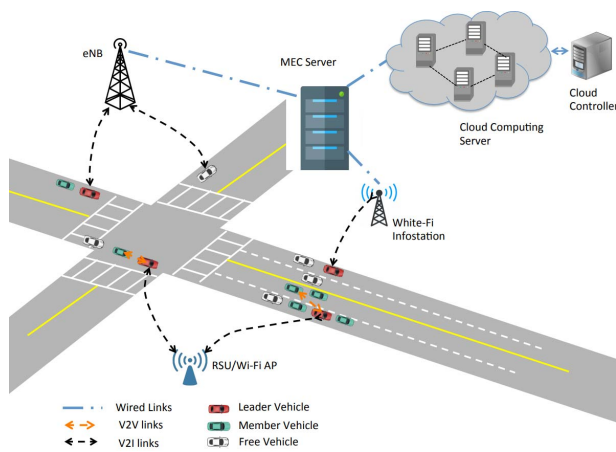 eNB
MEC Server
Cloud
Controller
Cloud Computing
Server
White-Fi
Infostation
RSU/Wi-Fi AP
Wired Links
Leader Vehicle
V2V links
Member Vehicle
V2I links
Free Vehicle